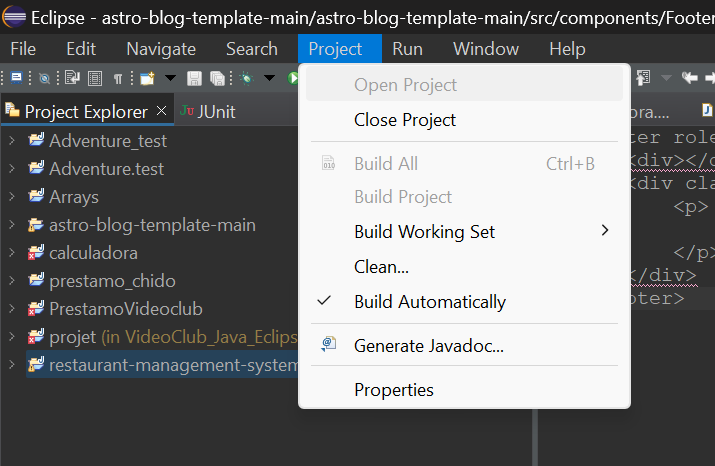 Eclipse - astro-blog-template-main/astro-blog-template-main/src/components/Footer
File Edit Navigate Search Project Run Window Help
Project Explorer JUnit ora....
Adventure_test
Adventure.test
Arrays
astro-blog-template-main
calculadora
prestamo_chido
PrestamoVideoclub
projet (in VideoClub_Java_Eclips
restaurant-management-system
Open Project
Close Project
Build All Ctrl+B
Build Project
Build Working Set
Clean...
Build Automatically
Generate Javadoc...
Properties
ter role
<div></
<div cla
<p>
</p>
</div>
oter>